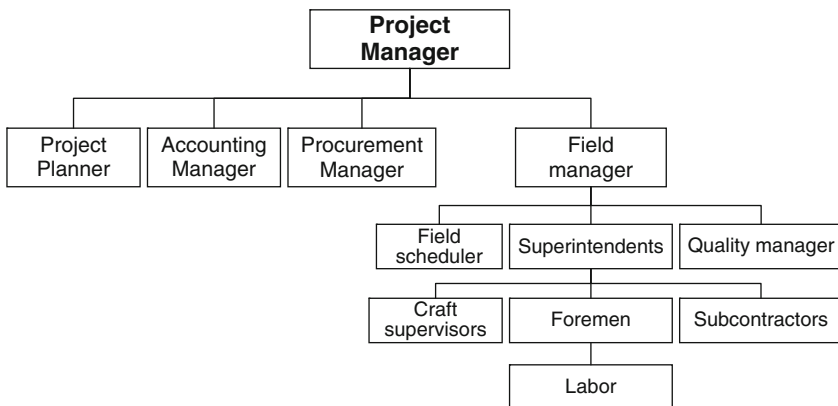 Project
Manager
Project
Planner
Accounting
Manager
Procurement
Manager
Field
manager
Field
scheduler
Superintendents
Quality manager
Craft
supervisors
Foremen
Subcontractors
Labor